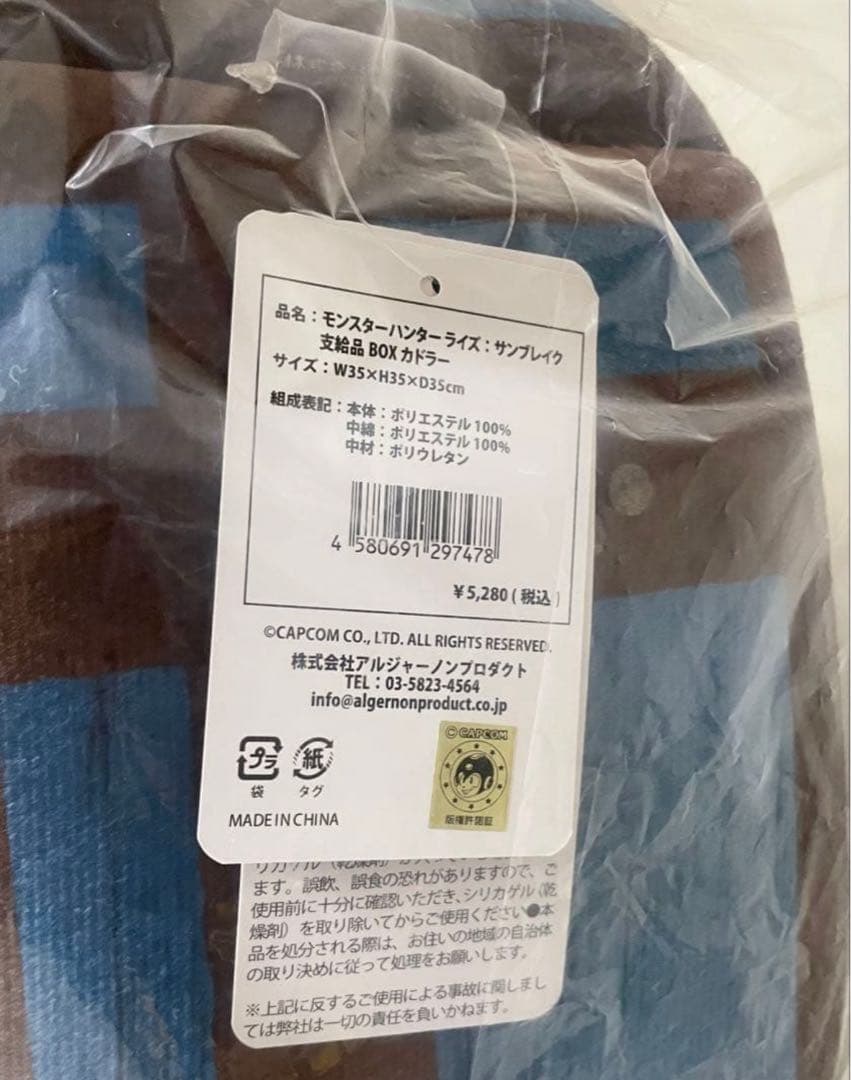 品名：モンスターハンター ライズ：サンブレイク
支給品 BOX カドラー
サイズ：W35×H35×D35cm
組成表記：本体：ポリエステル 100%
中綿：ポリエステル 100%
中材：ポリウレタン
4 580691 297478
￥5,280 ( 税込 )
©CAPCOM CO., LTD. ALL RIGHTS RESERVED.
株式会社アルジャーノンプロダクト
TEL：03-5823-4564
info@algernonproduct.co.jp
プラ 紙
袋 タグ
©CAPCOM
版権許諾証
MADE IN CHINA
リカゲル（乾燥剤）が入ってい
ます。誤飲、誤食の恐れがありますので、ご
使用前に十分に確認いただき、シリカゲル（乾
燥剤）を取り除いてからご使用ください●本
品を処分される際は、お住いの地域の自治体
の取り決めに従って処理をお願いします。
※上記に反するご使用による事故に関しまし
ては弊社は一切の責任を負いかねます。